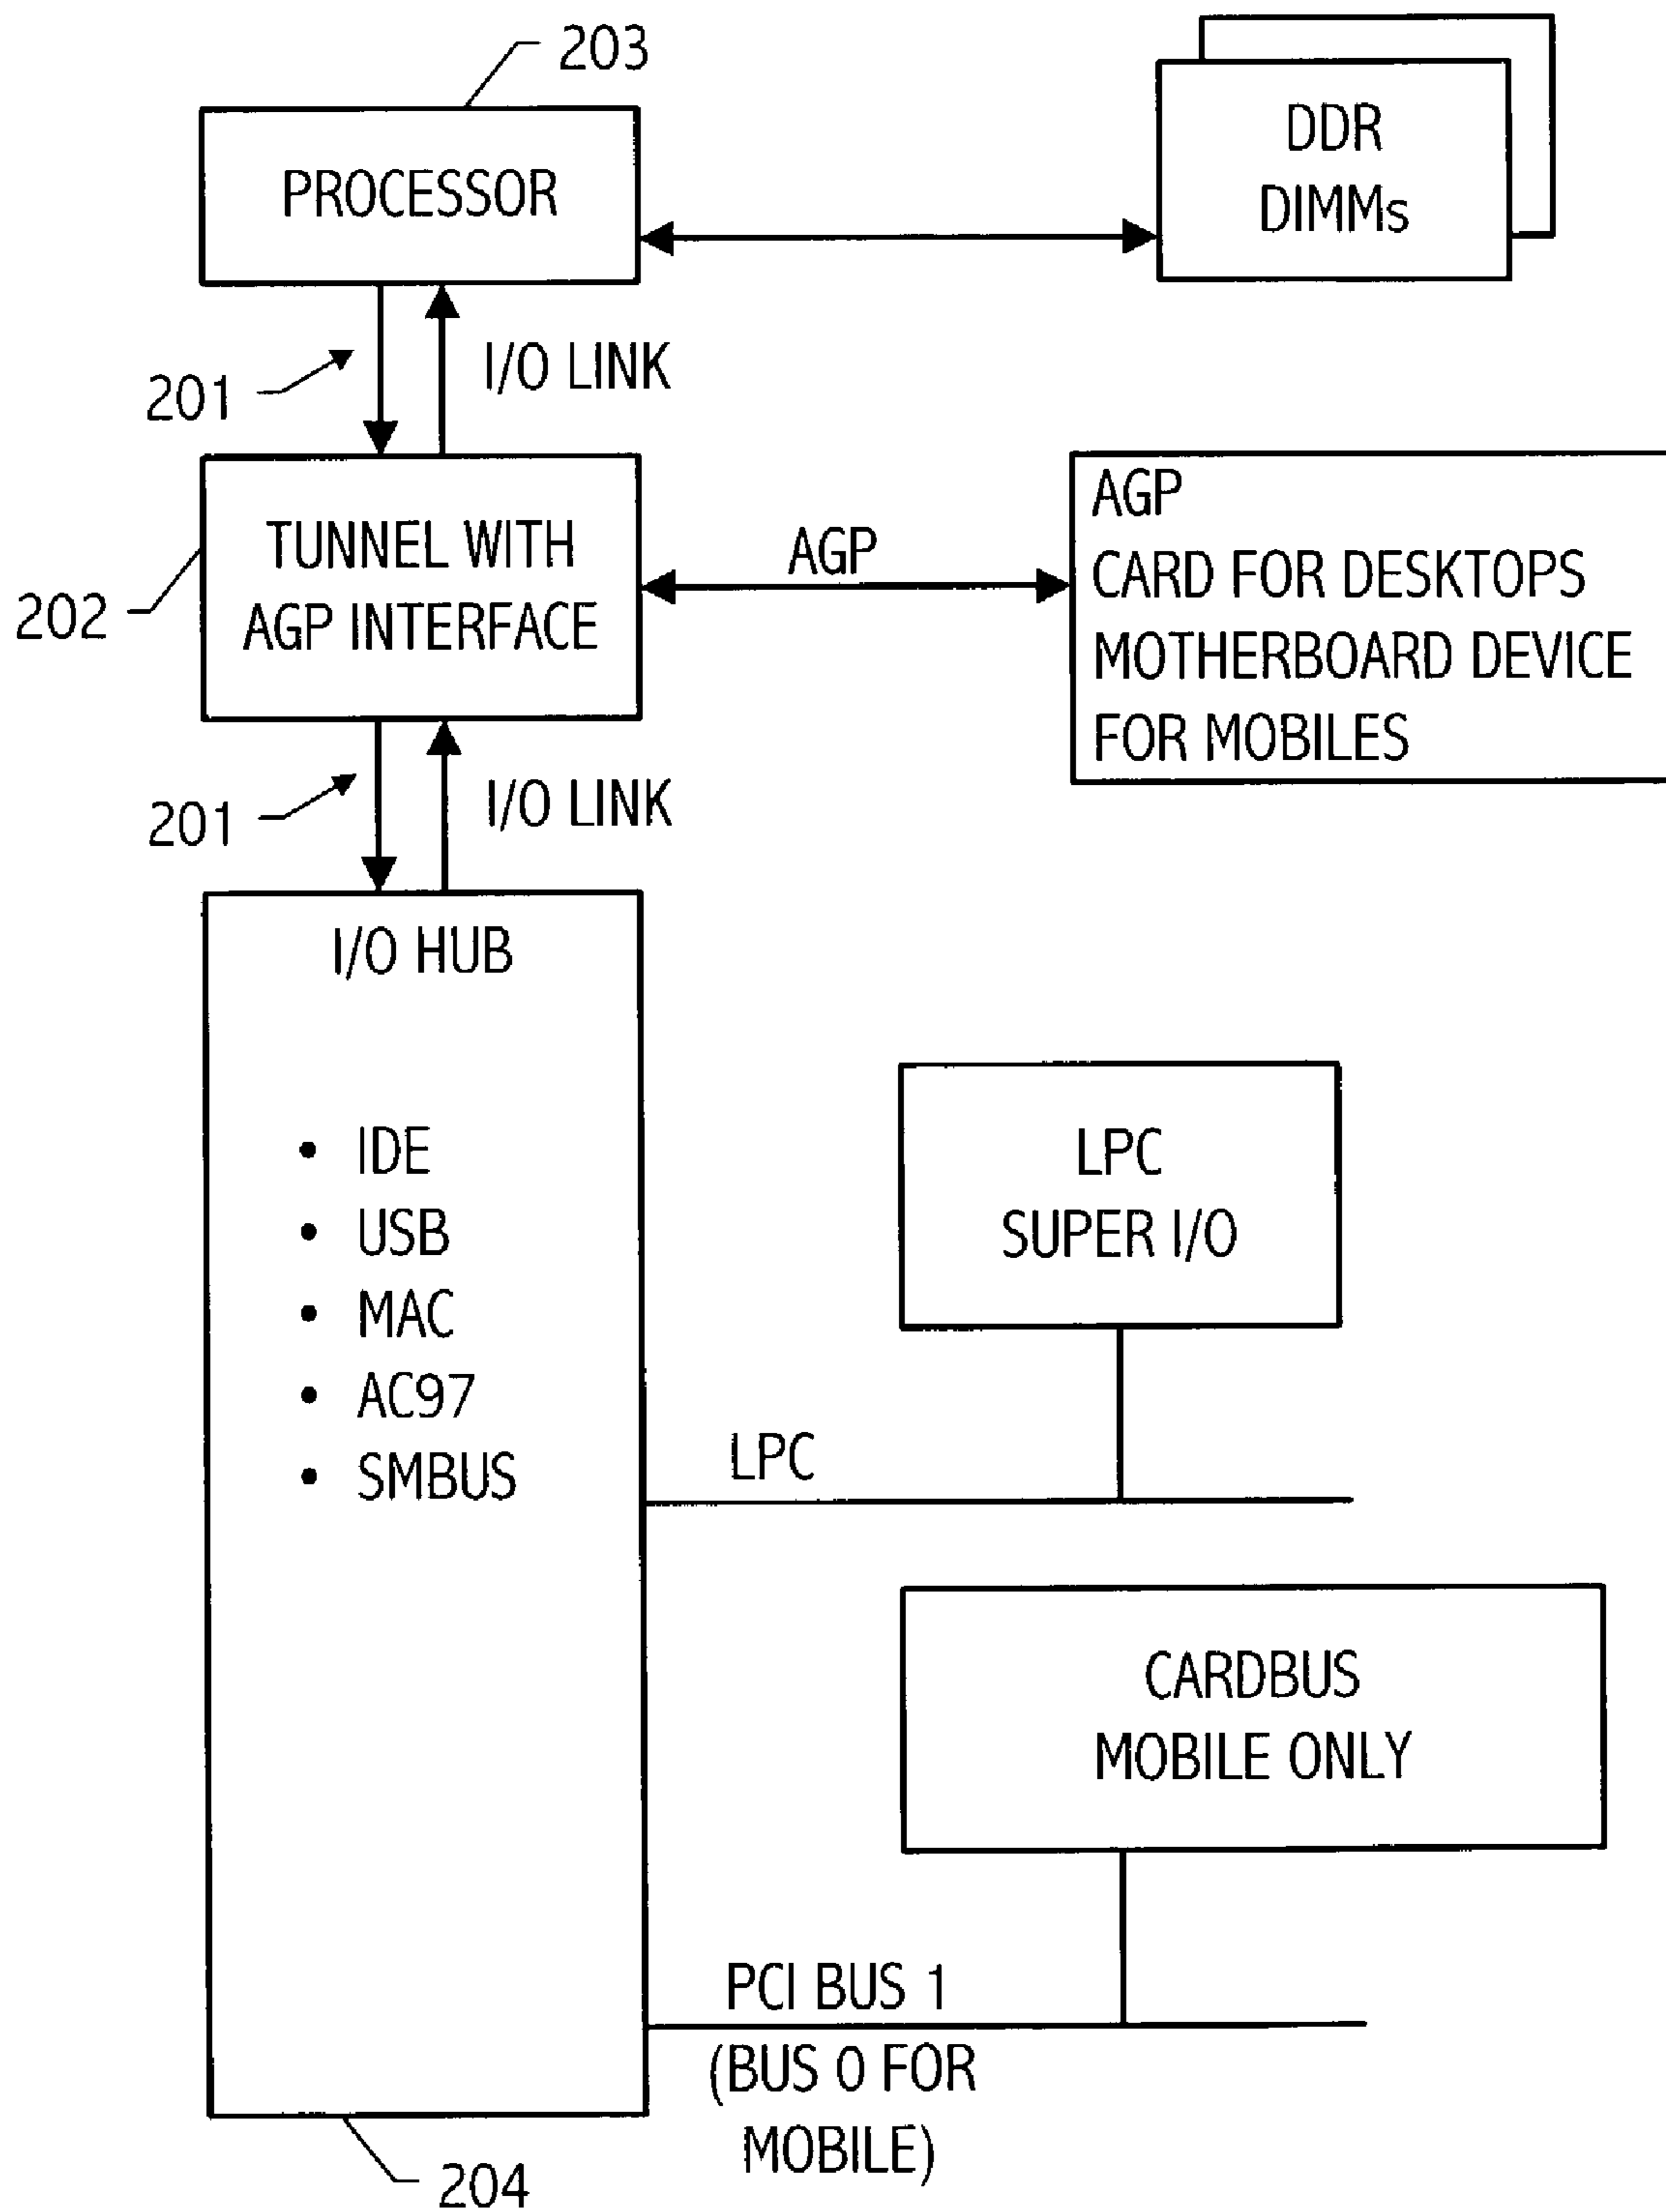 203
PROCESSOR
DDR
DIMMs
201
I/O LINK
202
TUNNEL WITH
AGP INTERFACE
AGP
AGP
CARD FOR DESKTOPS
MOTHERBOARD DEVICE
FOR MOBILES
201
I/O LINK
I/O HUB
• IDE
• USB
• MAC
• AC97
• SMBUS
LPC
SUPER I/O
LPC
CARDBUS
MOBILE ONLY
PCI BUS 1
(BUS 0 FOR
MOBILE)
204